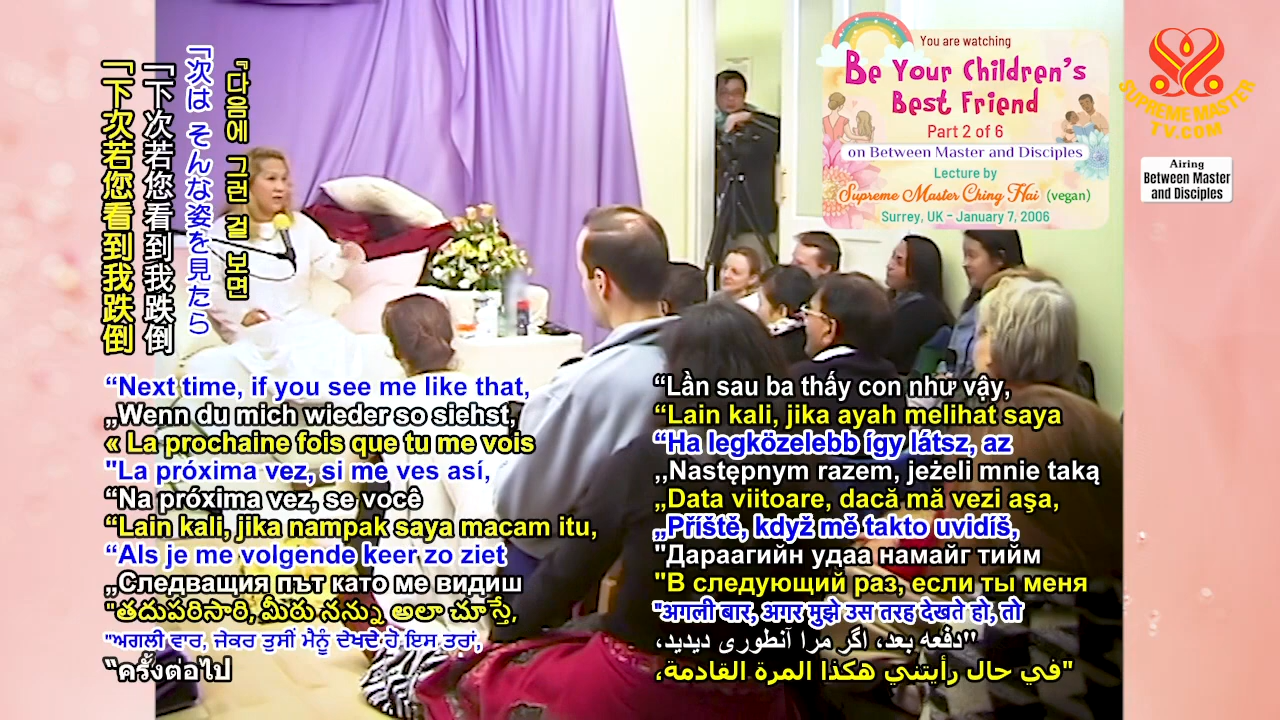 「下次若您看到我跌倒
「下次若您看到我跌倒
「次は そんな姿を見たら
『다음에 그런 걸 보면
You are watching
Be Your Children's
Best Friend
Part 2 of 6
on Between Master and Disciples
Lecture by
Supreme Master Ching Hai (vegan)
Surrey, UK - January 7, 2006
SUPREME MASTER
TV.COM
Airing
Between Master
and Disciples
“Next time, if you see me like that,
„Wenn du mich wieder so siehst,
« La prochaine fois que tu me vois
"La próxima vez, si me ves así,
“Na próxima vez, se você
“Lain kali, jika nampak saya macam itu,
“Als je me volgende keer zo ziet
„Следващия път като ме видиш
"తదుపరిసారి, మీరు నన్ను అలా చూస్తే,
"ਅਗਲੀ ਵਾਰ, ਜੇਕਰ ਤੁਸੀਂ ਮੈਨੂੰ ਦੇਖਦੇ ਹੋ ਇਸ ਤਰਾਂ,
“ครั้งต่อไป
“Lần sau ba thấy con như vậy,
“Lain kali, jika ayah melihat saya
“Ha legközelebb így látsz, az
,,Następnym razem, jeżeli mnie taką
„Data viitoare, dacă mă vezi aşa,
„Příště, když mě takto uvidíš,
"Дараагийн удаа намайг тийм
"В следующий раз, если ты меня
"अगली बार, अगर मुझे उस तरह देखते हो, तो
"دفعه بعد، اگر مرا آنطوری دیدید،
"في حال رأيتني هكذا المرة القادمة،